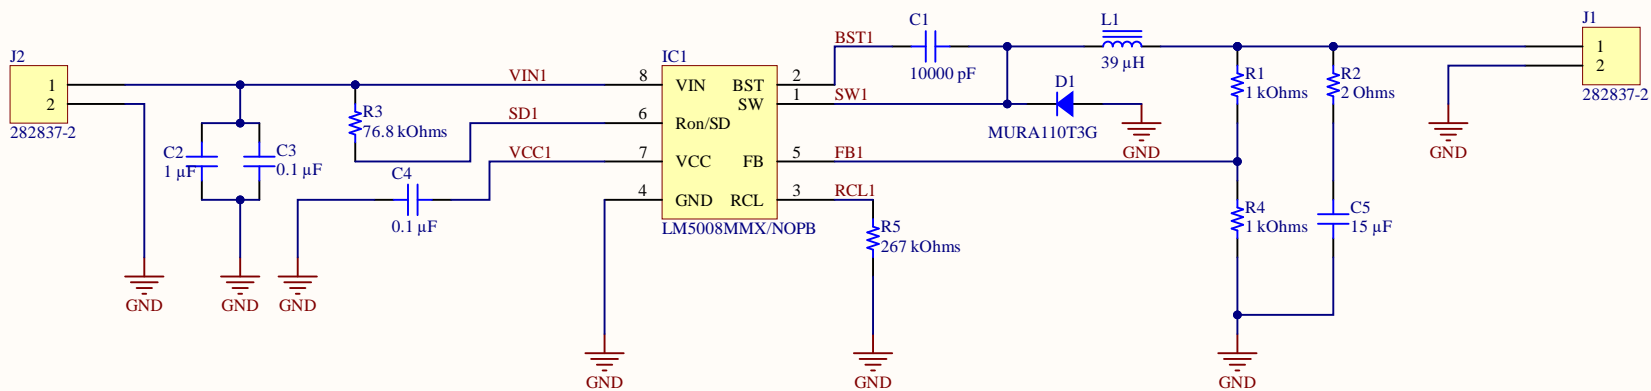 J2
1
2
282837-2
C2
1 µF
C3
0.1 µF
GND
GND
GND
R3
76.8 kOhms
C4
0.1 µF
VIN1
SD1
VCC1
IC1
8
6
7
4
VIN
Ron/SD
VCC
GND
BST
SW
FB
RCL
2
1
5
3
LM5008MMX/NOPB
GND
BST1
SW1
FB1
RCL1
R5
267 kOhms
GND
C1
10000 pF
L1
39 µH
D1
MURA110T3G
GND
R1
1 kOhms
R2
2 Ohms
R4
1 kOhms
C5
15 µF
GND
GND
J1
1
2
282837-2